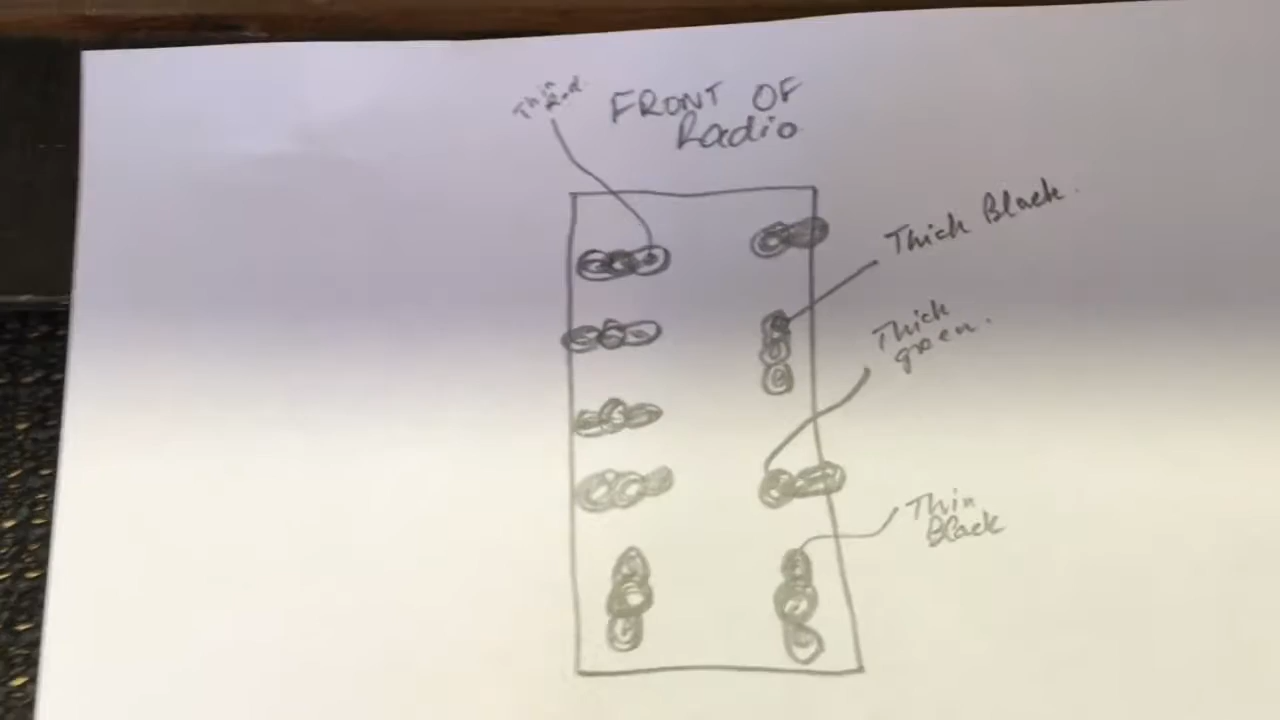 Thin
Red
FRONT OF
Radio
Thick Black.
Thick
green.
Thin
Black